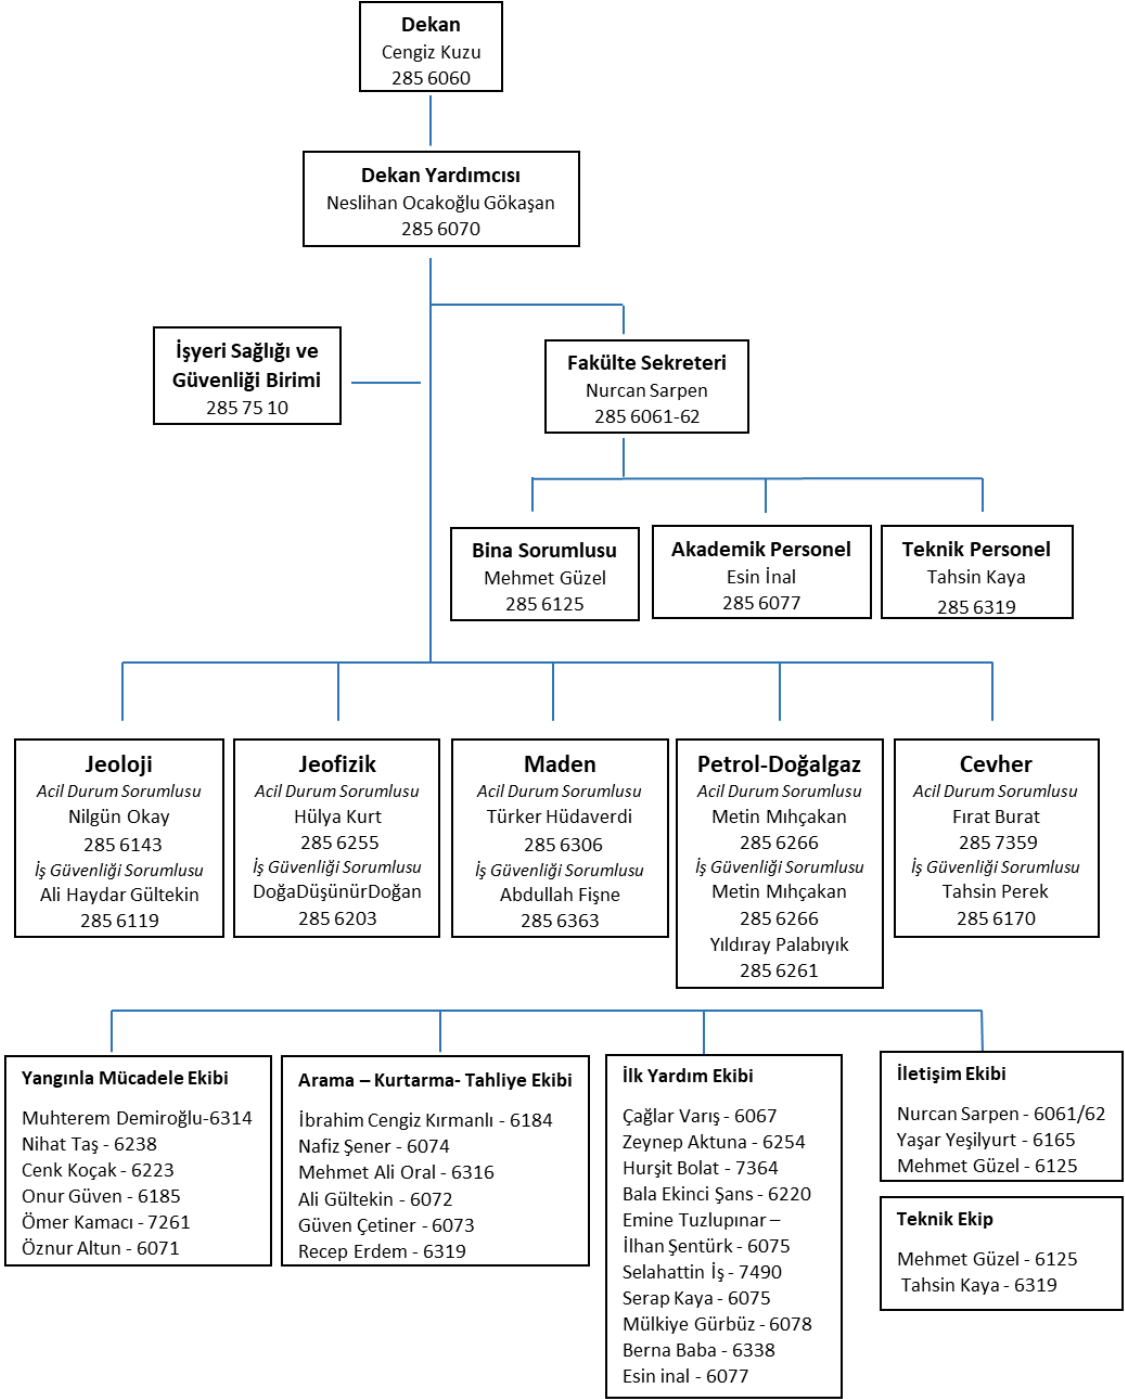 Dekan
Cengiz Kuzu
285 6060
Dekan Yardımcısı
Neslihan Ocakoğlu Gökaşan
285 6070
İşyeri Sağlığı ve
Güvenliği Birimi
285 75 10
Fakülte Sekreteri
Nurcan Sarpen
285 6061-62
Bina Sorumlusu
Mehmet Güzel
285 6125
Akademik Personel
Esin İnal
285 6077
Teknik Personel
Tahsin Kaya
285 6319
Jeoloji
Acil Durum Sorumlusu
Nilgün Okay
285 6143
İş Güvenliği Sorumlusu
Ali Haydar Gültekin
285 6119
Jeofizik
Acil Durum Sorumlusu
Hülya Kurt
285 6255
İş Güvenliği Sorumlusu
DoğaDüşünürDoğan
285 6203
Maden
Acil Durum Sorumlusu
Türker Hüdaverdi
285 6306
İş Güvenliği Sorumlusu
Abdullah Fişne
285 6363
Petrol-Doğalgaz
Acil Durum Sorumlusu
Metin Mıhçakan
285 6266
İş Güvenliği Sorumlusu
Metin Mıhçakan
285 6266
Yıldıray Palabıyık
285 6261
Cevher
Acil Durum Sorumlusu
Fırat Burat
285 7359
İş Güvenliği Sorumlusu
Tahsin Perek
285 6170
Yangınla Mücadele Ekibi
Muhterem Demiroğlu-6314
Nihat Taş - 6238
Cenk Koçak - 6223
Onur Güven - 6185
Ömer Kamacı - 7261
Öznur Altun - 6071
Arama – Kurtarma- Tahliye Ekibi
İbrahim Cengiz Kırmanlı - 6184
Nafiz Şener - 6074
Mehmet Ali Oral - 6316
Ali Gültekin - 6072
Güven Çetiner - 6073
Recep Erdem - 6319
İlk Yardım Ekibi
Çağlar Varış - 6067
Zeynep Aktuna - 6254
Hurşit Bolat - 7364
Bala Ekinci Şans - 6220
Emine Tuzlupınar –
İlhan Şentürk - 6075
Selahattin İş - 7490
Serap Kaya - 6075
Mülkiye Gürbüz - 6078
Berna Baba - 6338
Esin inal - 6077
İletişim Ekibi
Nurcan Sarpen - 6061/62
Yaşar Yeşilyurt - 6165
Mehmet Güzel - 6125
Teknik Ekip
Mehmet Güzel - 6125
Tahsin Kaya - 6319